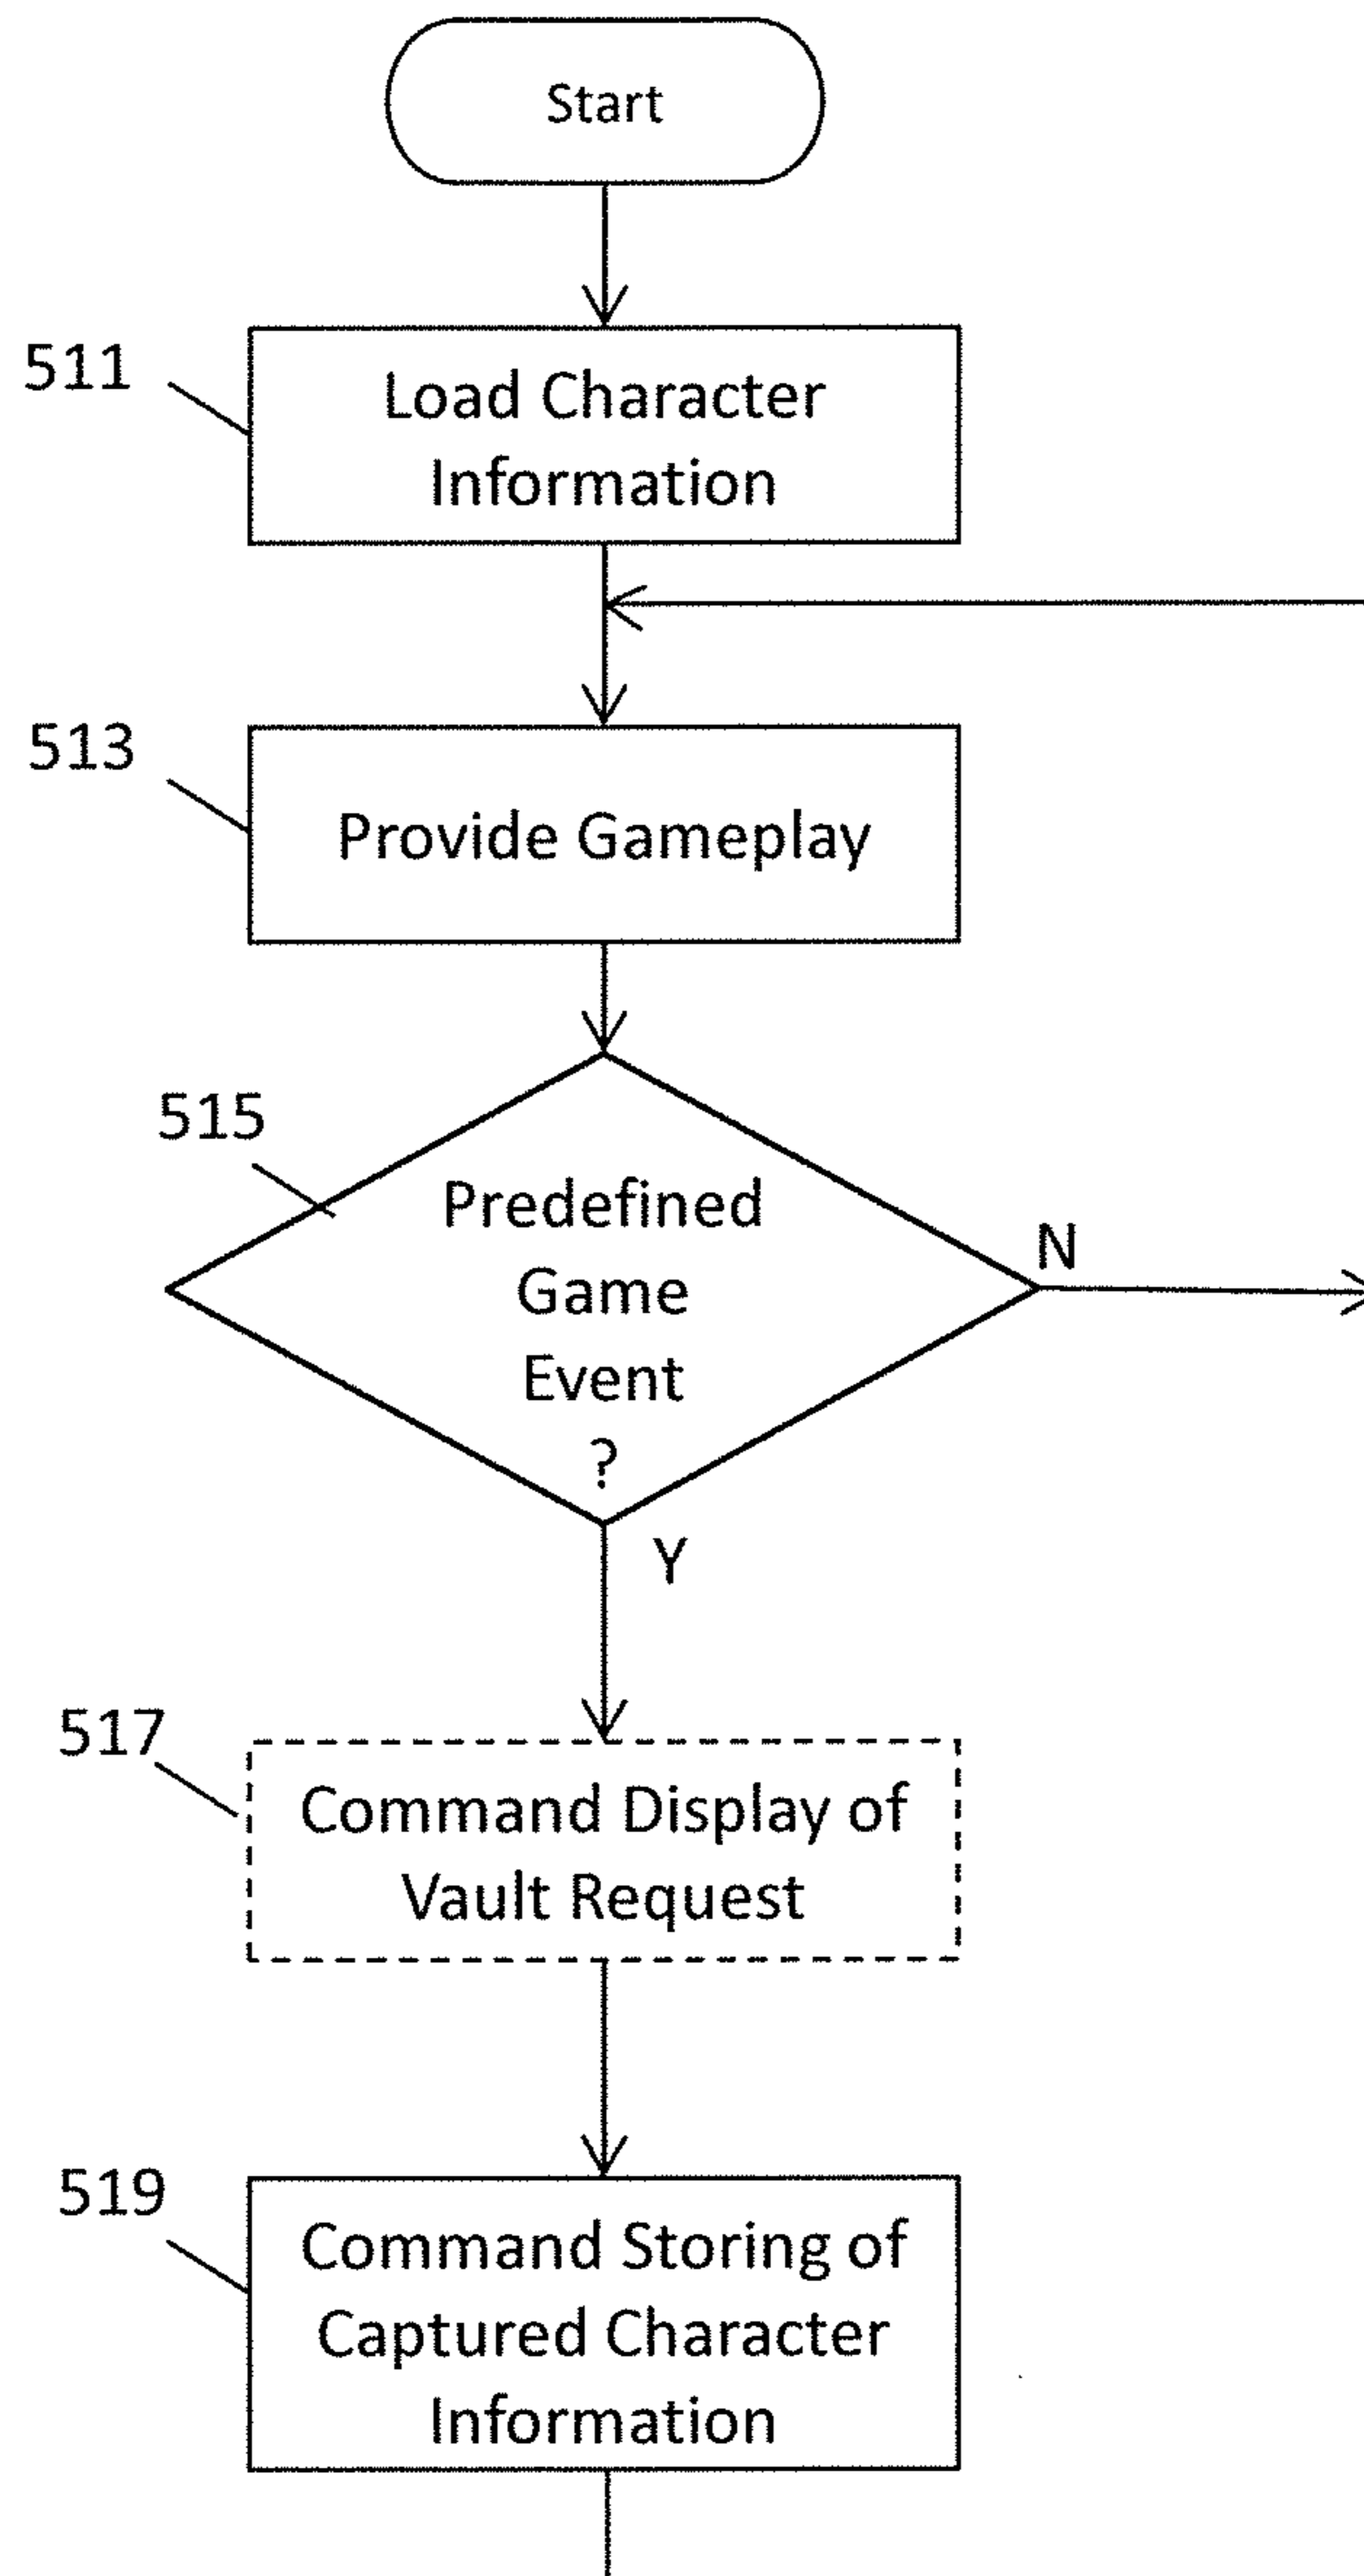 Start
511
Load Character
Information
513
Provide Gameplay
515
Predefined
Game
Event
?
N
Y
517
Command Display of
Vault Request
519
Command Storing of
Captured Character
Information